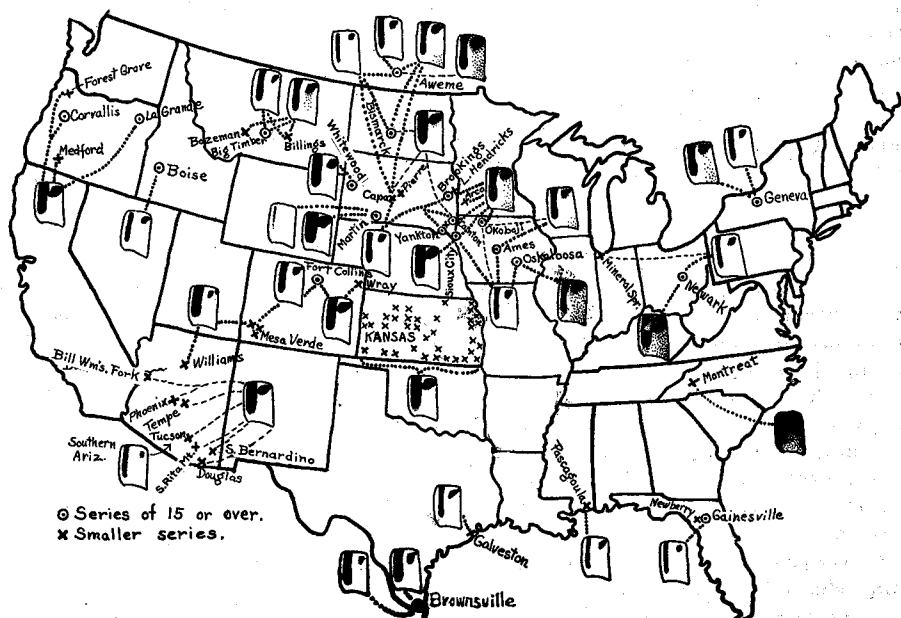 Forest Grove
Corvallis
La Grande
Medford
Boise
Bozeman
Big Timber
Billings
Whitewood
Bismarck
Aweme
Capa
Pierre
Martin
Brookings
Hendricks
Yankton
Canton
Okoboji
Sioux City
Ames
Oskaloosa
Mineral Spr.
Geneva
Newark
Fort Collins
Wray
Mesa Verde
KANSAS
Williams
Bill Wm's. Fork
Phoenix
Tempe
Tucson
Southern
Ariz.
S. Rita Mt.
S. Bernardino
Douglas
Montreat
Pascagoula
Newberry
Gainesville
Galveston
Brownsville
⊙ Series of 15 or over.
x Smaller series.